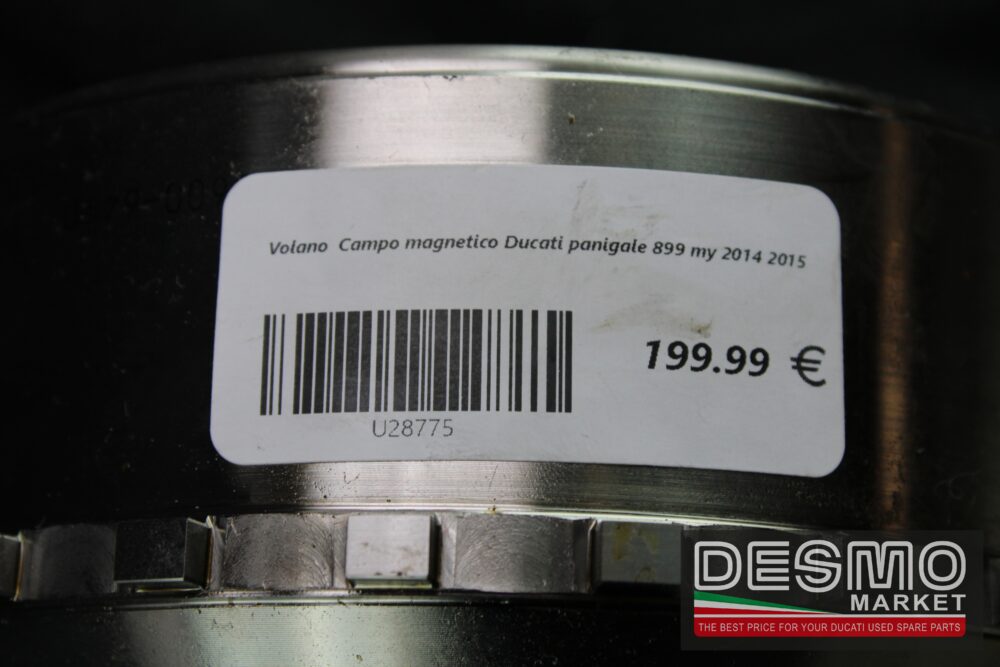 Volano Campo magnetico Ducati panigale 899 my 2014 2015
199.99 €
U28775
DESMO
MARKET
THE BEST PRICE FOR YOUR DUCATI USED SPARE PARTS